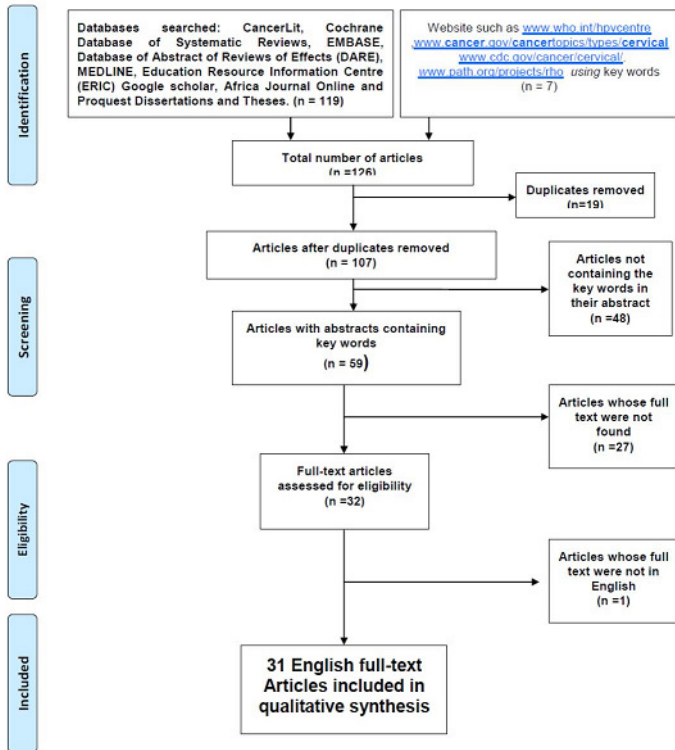 Identification
Databases searched: CancerLit, Cochrane
Database of Systematic Reviews, EMBASE,
Database of Abstract of Reviews of Effects (DARE),
MEDLINE, Education Resource Information Centre
(ERIC) Google scholar, Africa Journal Online and
Proquest Dissertations and Theses. (n = 119)
Website such as www.who.int/hpvcentre
,www.cancer.gov/cancertopics/types/cervical
www.cdc.gov/cancer/cervical/,
www.path.org/projects/rho using key words
(n = 7)
Total number of articles
(n =126)
Duplicates removed
(n=19)
Screening
Articles after duplicates removed
(n = 107)
Articles not
containing the
key words in
their abstract
(n =48)
Articles with abstracts containing
key words
(n = 59)
Articles whose full
text were not
found
(n =27)
Eligibility
Full-text articles
assessed for eligibility
(n =32)
Articles whose full
text were not in
English
(n =1)
Included
31 English full-text
Articles included in
qualitative synthesis